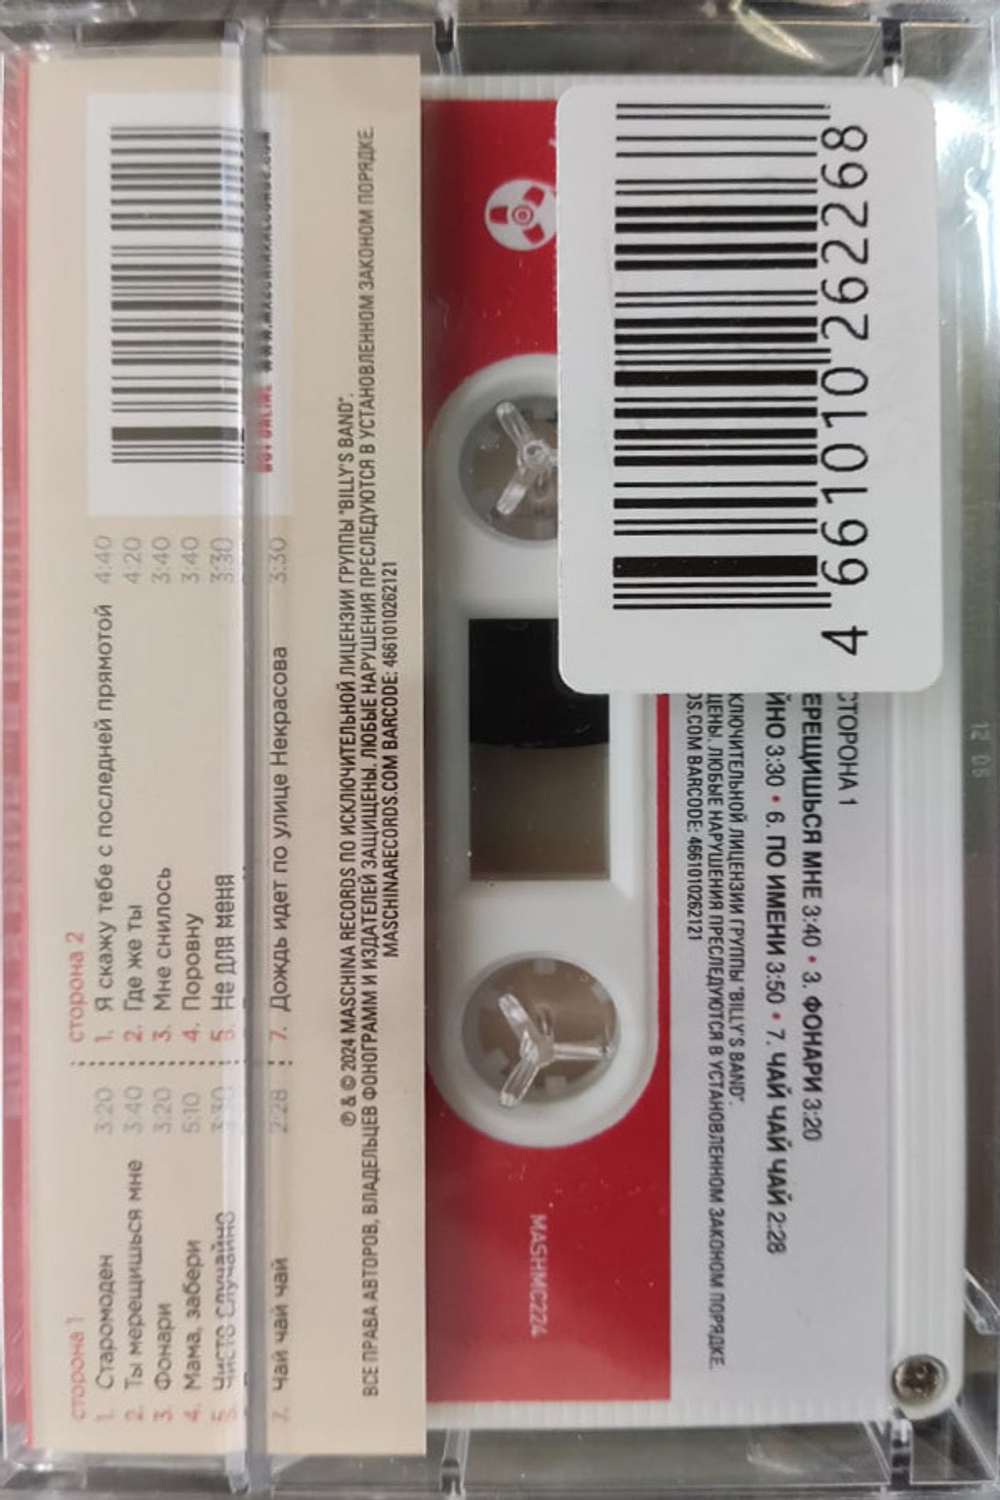 сторона 1
1. Старомоден 3:20
2. Ты мерещишься мне 3:40
3. Фонари 3:20
4. Мама, забери 5:10
5. Чисто случайно 3:30
7. Чай чай чай 2:28
сторона 2
1. Я скажу тебе с последней прямотой 4:40
2. Где же ты 4:20
3. Мне снилось 3:40
4. Поровну 3:40
5. Не для меня 3:30
7. Дождь идет по улице Некрасова 3:30
℗ & © 2024 MASCHINA RECORDS ПО ИСКЛЮЧИТЕЛЬНОЙ ЛИЦЕНЗИИ ГРУППЫ "BILLY'S BAND".
ВСЕ ПРАВА АВТОРОВ, ВЛАДЕЛЬЦЕВ ФОНОГРАММ И ИЗДАТЕЛЕЙ ЗАЩИЩЕНЫ. ЛЮБЫЕ НАРУШЕНИЯ ПРЕСЛЕДУЮТСЯ В УСТАНОВЛЕННОМ ЗАКОНОМ ПОРЯДКЕ.
MASCHINARECORDS.COM BARCODE: 4661010262121
MASHMC224
4 661010 262268
СТОРОНА 1
ЕРЕЩИШЬСЯ МНЕ 3:40 • 3. ФОНАРИ 3:20
ЙНО 3:30 • 6. ПО ИМЕНИ 3:50 • 7. ЧАЙ ЧАЙ ЧАЙ 2:28
КЛЮЧИТЕЛЬНОЙ ЛИЦЕНЗИИ ГРУППЫ "BILLY'S BAND".
ЩЕНЫ. ЛЮБЫЕ НАРУШЕНИЯ ПРЕСЛЕДУЮТСЯ В УСТАНОВЛЕННОМ ЗАКОНОМ ПОРЯДКЕ.
DS.COM BARCODE: 4661010262121